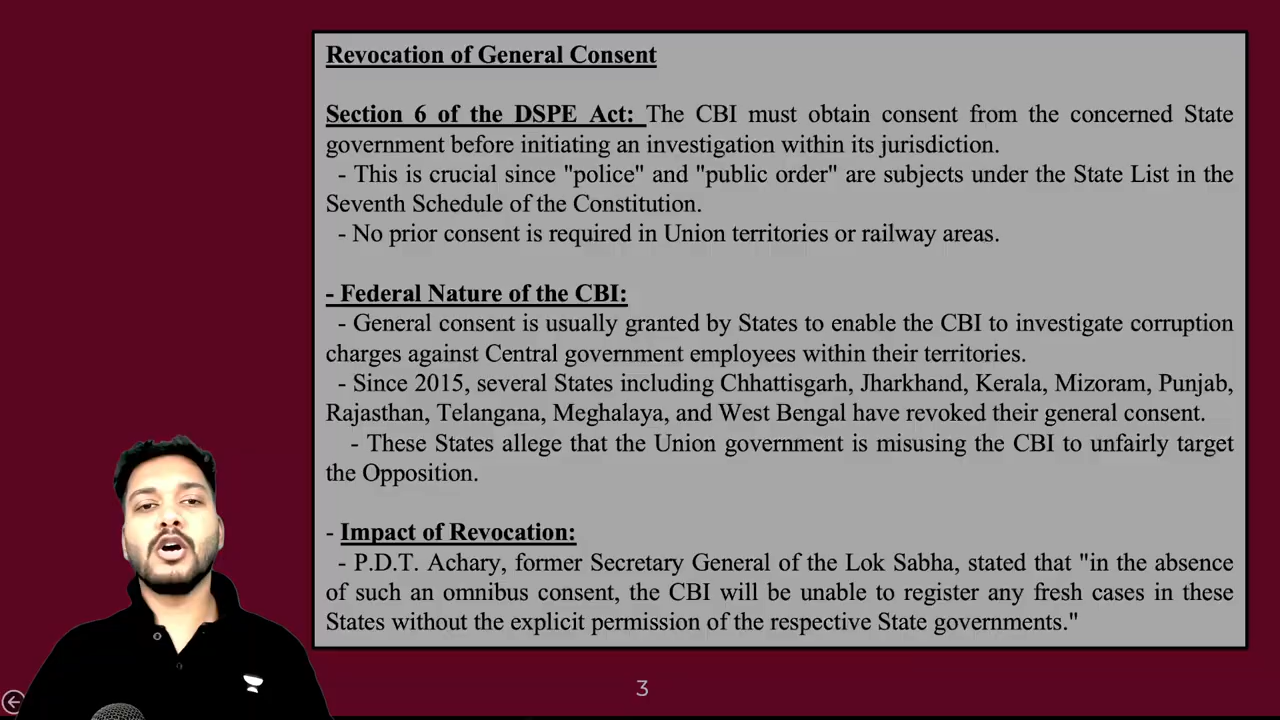 Revocation of General Consent
Section 6 of the DSPE Act: The CBI must obtain consent from the concerned State
government before initiating an investigation within its jurisdiction.
- This is crucial since "police" and "public order" are subjects under the State List in the
Seventh Schedule of the Constitution.
- No prior consent is required in Union territories or railway areas.
- Federal Nature of the CBI:
- General consent is usually granted by States to enable the CBI to investigate corruption
charges against Central government employees within their territories.
- Since 2015, several States including Chhattisgarh, Jharkhand, Kerala, Mizoram, Punjab,
Rajasthan, Telangana, Meghalaya, and West Bengal have revoked their general consent.
- These States allege that the Union government is misusing the CBI to unfairly target
the Opposition.
- Impact of Revocation:
- P.D.T. Achary, former Secretary General of the Lok Sabha, stated that "in the absence
of such an omnibus consent, the CBI will be unable to register any fresh cases in these
States without the explicit permission of the respective State governments."
3